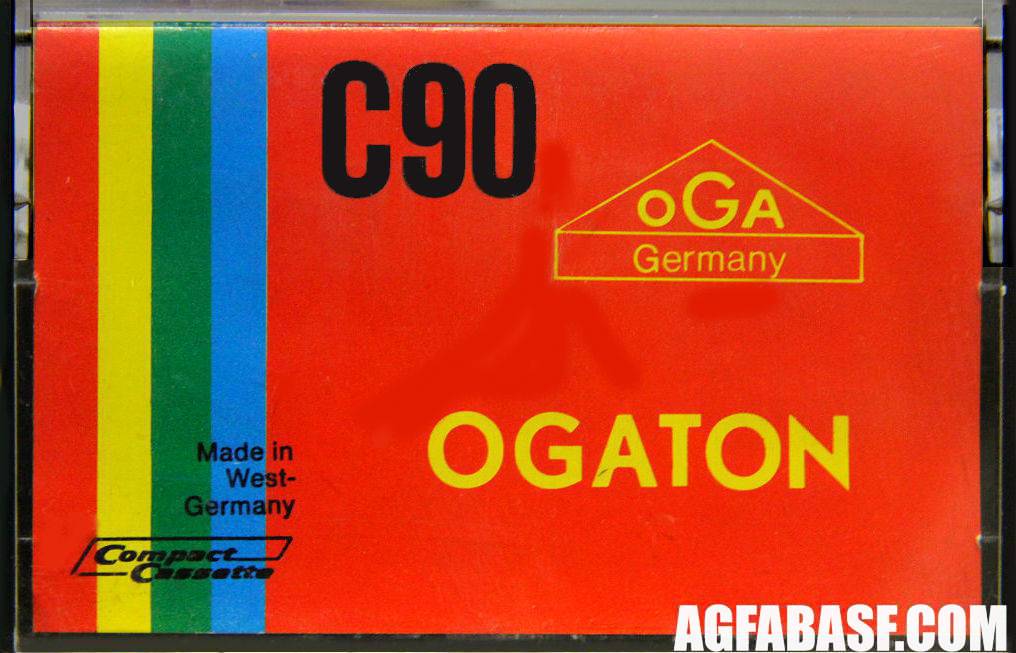 C90
oGA
Germany
OGATON
Made in
West-
Germany
Compact
Cassette
AGFABASF.COM